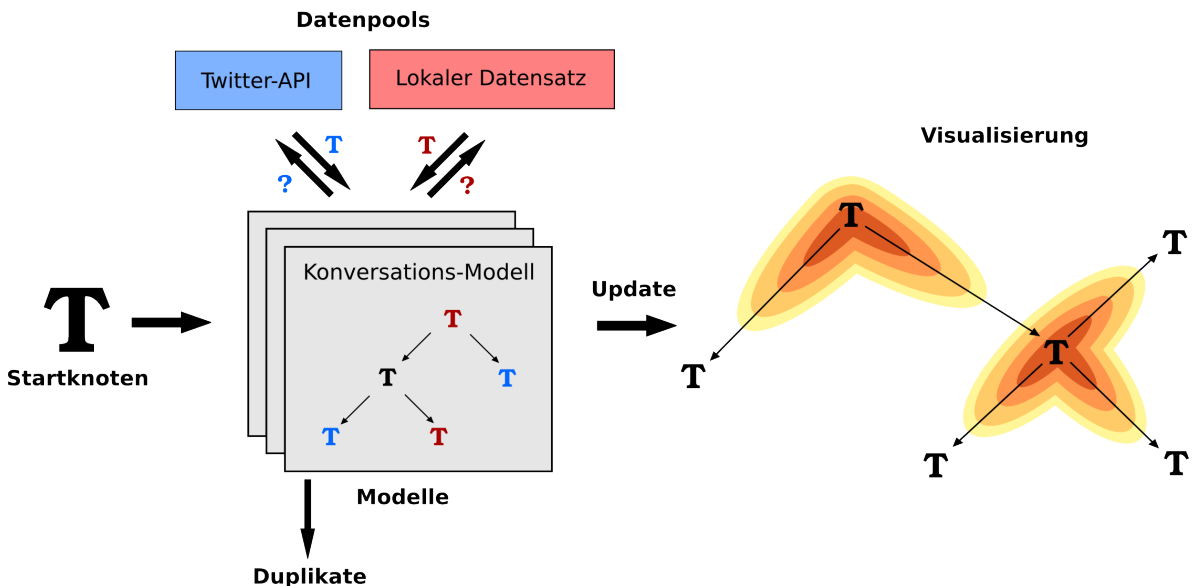 Datenpools
Twitter-API
Lokaler Datensatz
T
T
?
?
Visualisierung
Konversations-Modell
T
T
T
T
T
T
Startknoten
Update
Modelle
Duplikate
T
T
T
T
T
T